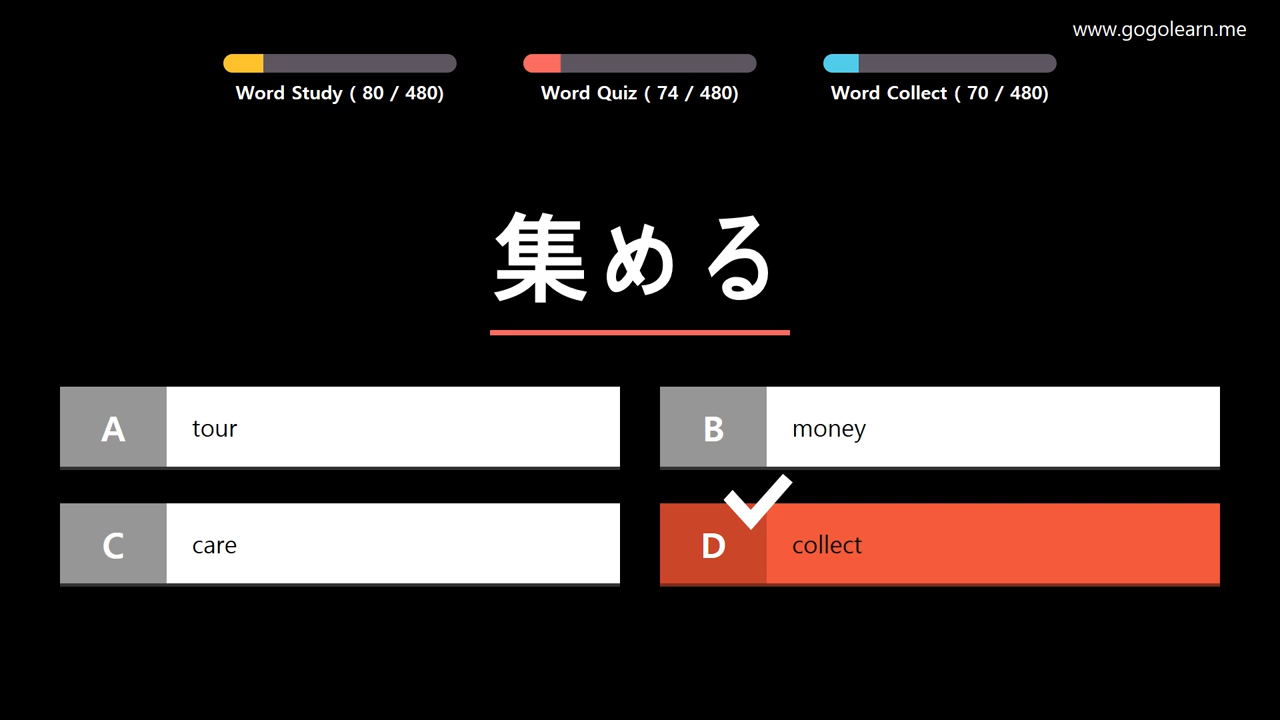 www.gogolearn.me
Word Study ( 80 / 480)
Word Quiz ( 74 / 480)
Word Collect ( 70 / 480)
集める
A tour
B money
C care
D collect